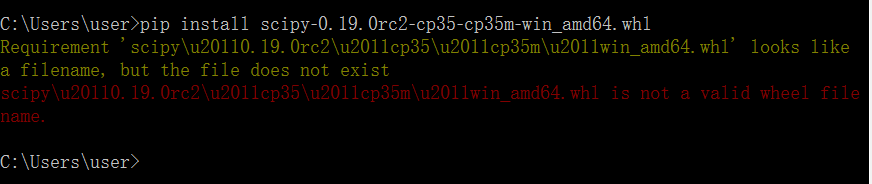 C:\Users\user>pip install scipy‑0.19.0rc2‑cp35‑cp35m‑win_amd64.whl
Requirement 'scipy\u20110.19.0rc2\u2011cp35\u2011cp35m\u2011win_amd64.whl' looks like
a filename, but the file does not exist
scipy\u20110.19.0rc2\u2011cp35\u2011cp35m\u2011win_amd64.whl is not a valid wheel file
name.
C:\Users\user>